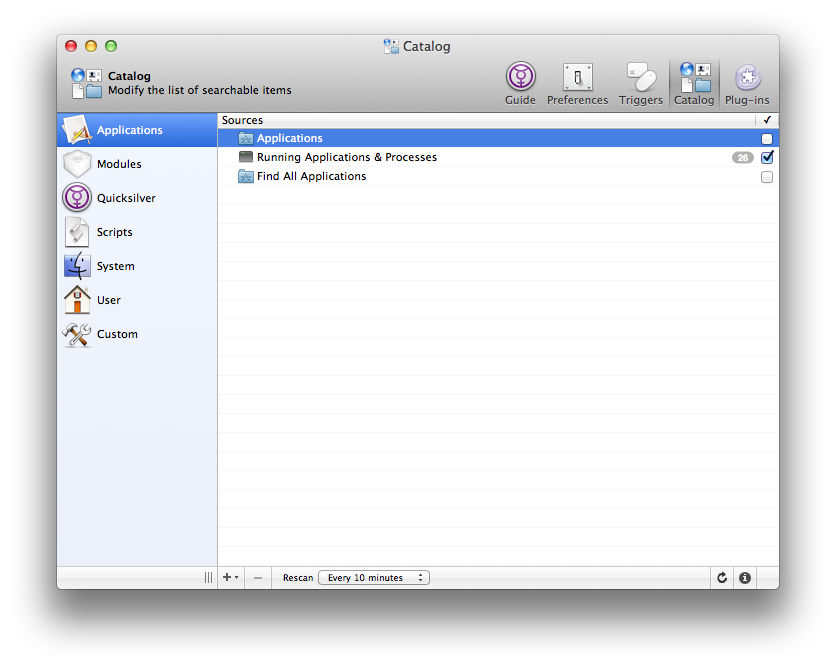 Catalog
Catalog
Modify the list of searchable items
Guide
Preferences
Triggers
Catalog
Plug-ins
Applications
Modules
Quicksilver
Scripts
System
User
Custom
Sources ✓
Applications
Running Applications & Processes 26
Find All Applications
Rescan Every 10 minutes